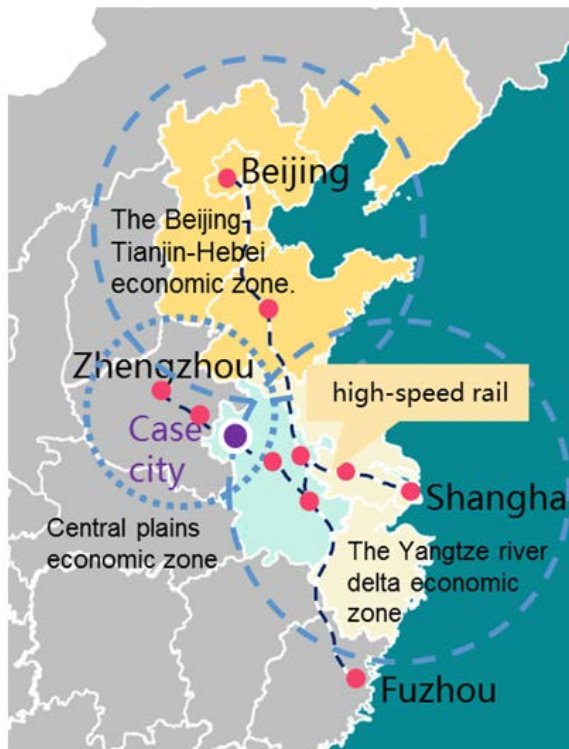 Beijing
The Beijing-
Tianjin-Hebei
economic zone.
Zhengzhou
high-speed rail
Case
city
Shangha
Central plains
economic zone
The Yangtze river
delta economic
zone
Fuzhou